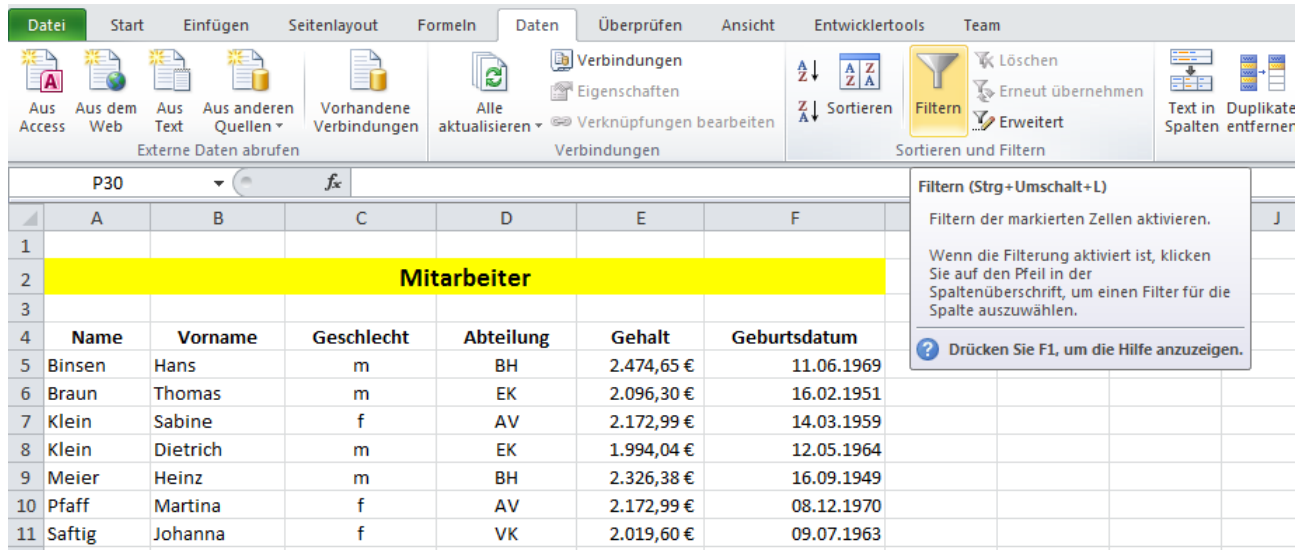 Datei Start Einfügen Seitenlayout Formeln Daten Überprüfen Ansicht Entwicklertools Team
Aus Access
Aus dem Web
Aus Text
Aus anderen Quellen
Vorhandene Verbindungen
Externe Daten abrufen
Alle aktualisieren
Verbindungen
Eigenschaften
Verknüpfungen bearbeiten
Verbindungen
Sortieren
Filtern
Löschen
Erneut übernehmen
Erweitert
Sortieren und Filtern
Text in Spalten
Duplikate entfernen
P30 fx
Filtern (Strg+Umschalt+L)
Filtern der markierten Zellen aktivieren.
Wenn die Filterung aktiviert ist, klicken
Sie auf den Pfeil in der
Spaltenüberschrift, um einen Filter für die
Spalte auszuwählen.
Drücken Sie F1, um die Hilfe anzuzeigen.
A B C D E F J
1
2 Mitarbeiter
3
4 Name Vorname Geschlecht Abteilung Gehalt Geburtsdatum
5 Binsen Hans m BH 2.474,65 € 11.06.1969
6 Braun Thomas m EK 2.096,30 € 16.02.1951
7 Klein Sabine f AV 2.172,99 € 14.03.1959
8 Klein Dietrich m EK 1.994,04 € 12.05.1964
9 Meier Heinz m BH 2.326,38 € 16.09.1949
10 Pfaff Martina f AV 2.172,99 € 08.12.1970
11 Saftig Johanna f VK 2.019,60 € 09.07.1963